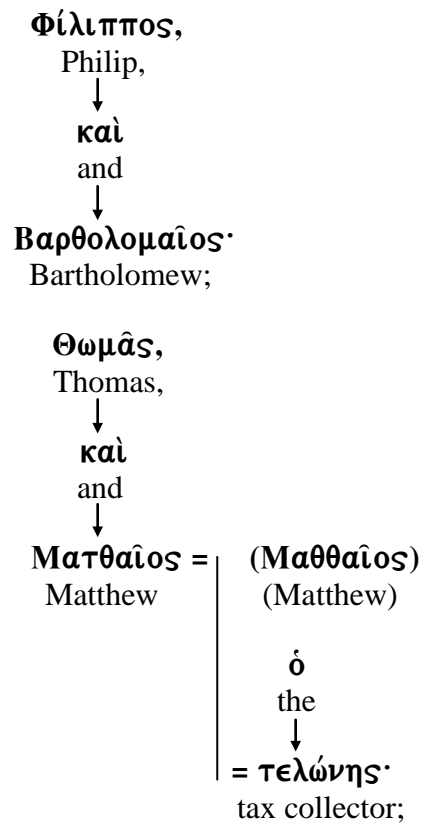 Φίλιππος,
Philip,
καὶ
and
Βαρθολομαῖος·
Bartholomew;
Θωμᾶς,
Thomas,
καὶ
and
Ματθαῖος = (Μαθθαῖος)
Matthew (Matthew)
ὁ
the
= τελώνης·
tax collector;